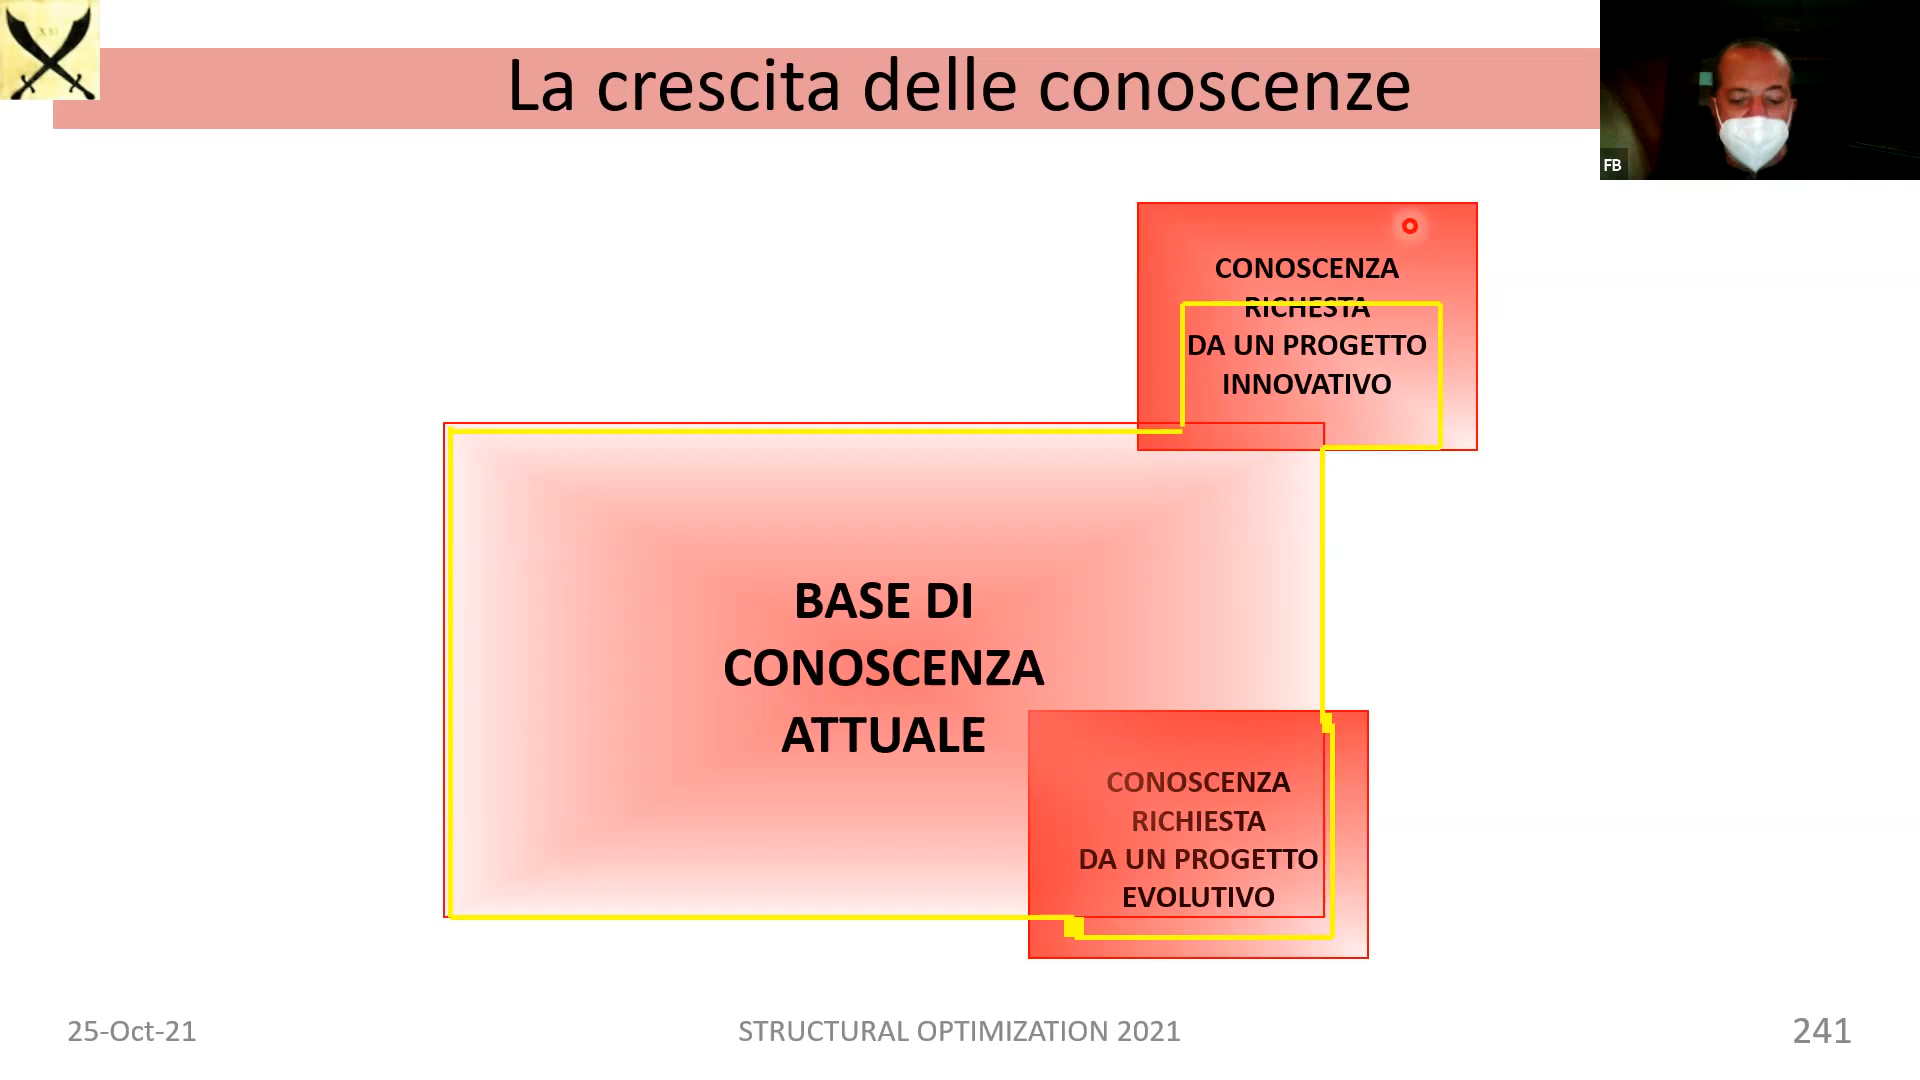 La crescita delle conoscenze
FB
CONOSCENZA
RICHESTA
DA UN PROGETTO
INNOVATIVO
BASE DI
CONOSCENZA
ATTUALE
CONOSCENZA
RICHIESTA
DA UN PROGETTO
EVOLUTIVO
25-Oct-21
STRUCTURAL OPTIMIZATION 2021
241